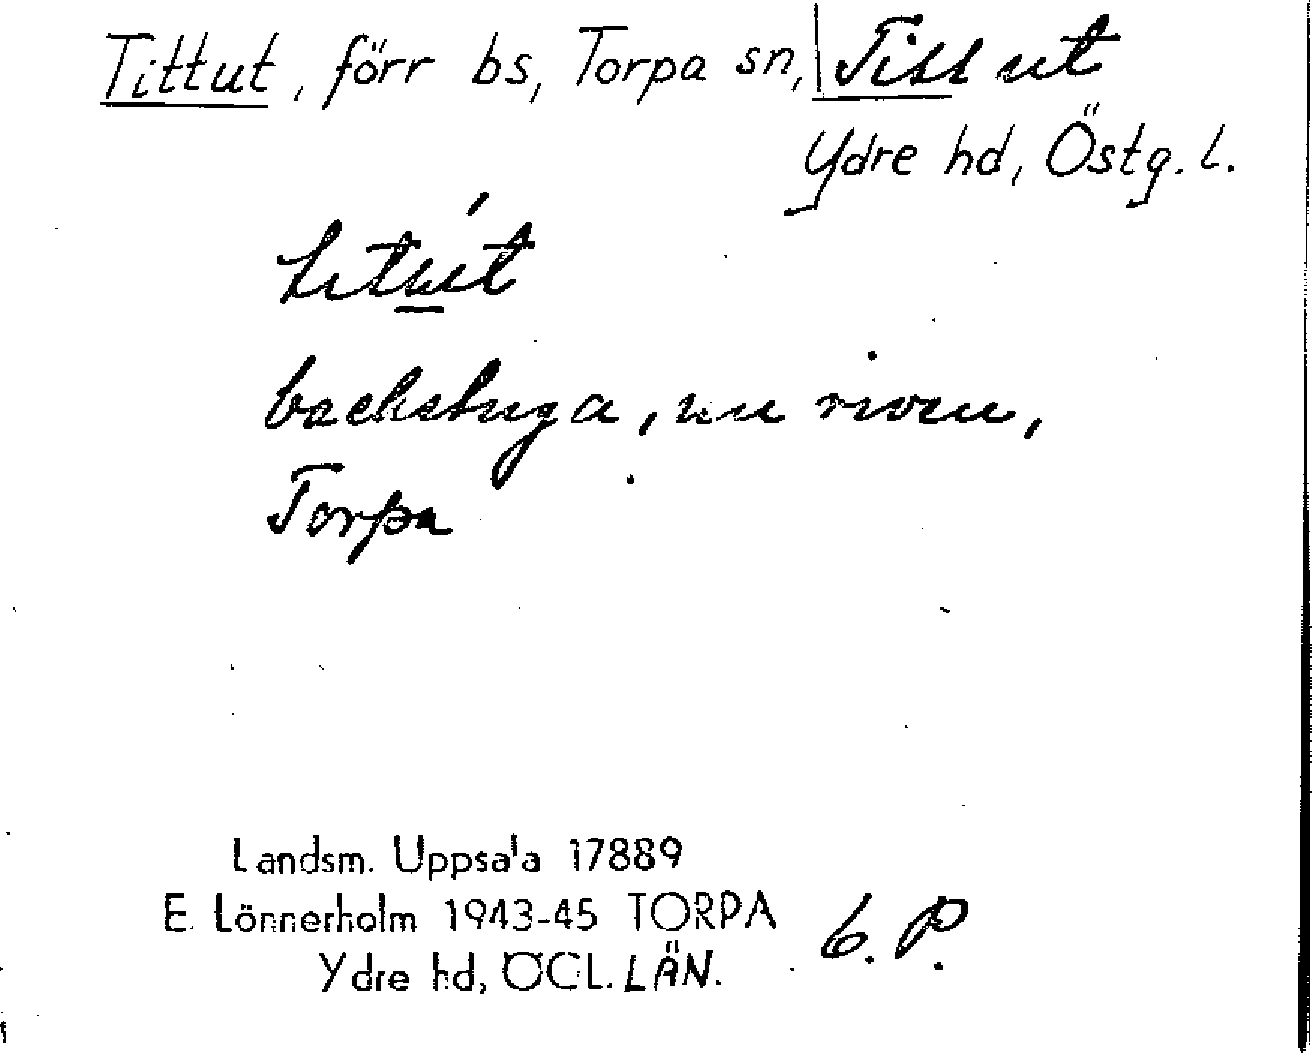 Tittut, förr bs, Torpa sn, Titt ut
Ydre hd, Östg. l.
backstuga, nu riven,
Torpa
Landsm. Uppsala 17889
E. Lönnerholm 1943-45 TORPA
Ydre hd, ÖGL. LÄN.